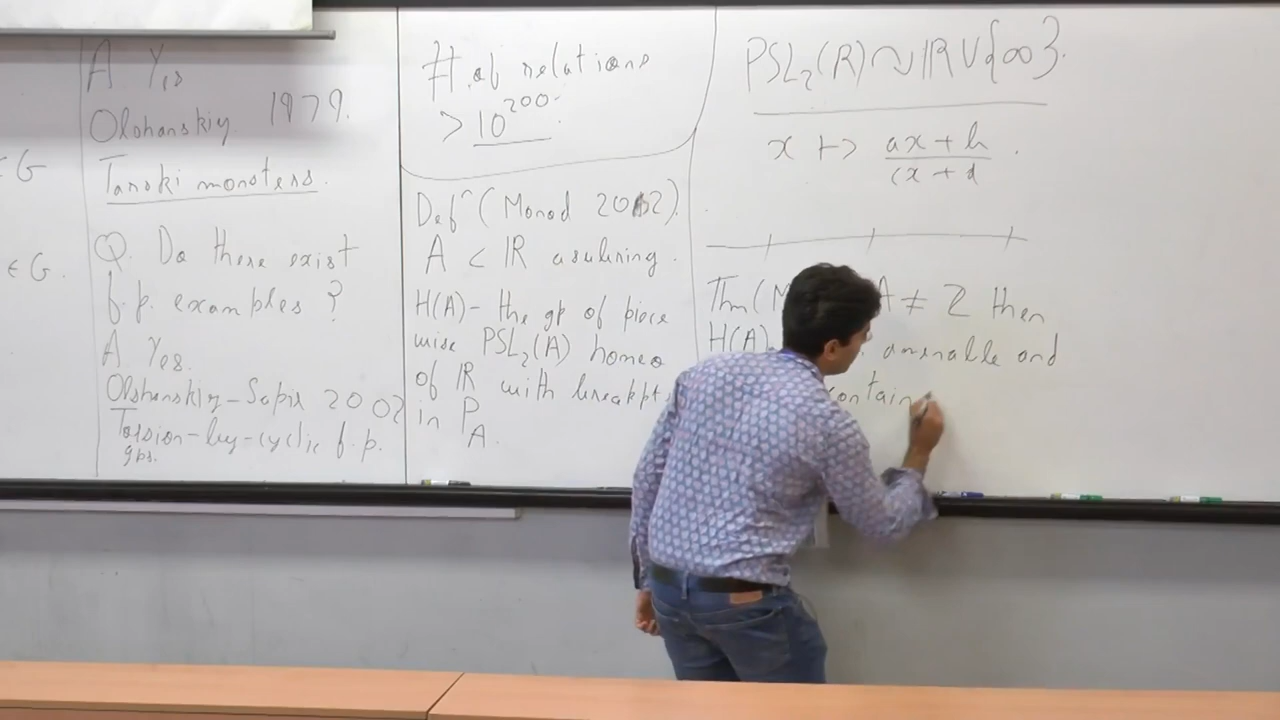 ∈ G
∈ G.
A Yes
Olshanskiy 1979.
Tarski monsters.
Q. Do there exist
f.p. examples?
A Yes.
Olshanskiy-Sapir 2002
Torsion-by-cyclic f.p.
gps.
# of relations
> 10^200.
Def^n (Monod 2012).
A < ℝ a subring.
H(A)- the gp of piece
wise PSL_2(A) homeo
of ℝ with breakpts
in P_A.
PSL_2(ℝ) ~ ℝ ∪ {∞}.
x ↦ (ax + b)/(cx + d).
Thm (M A ≠ ℤ then
H(A) amenable and
contain